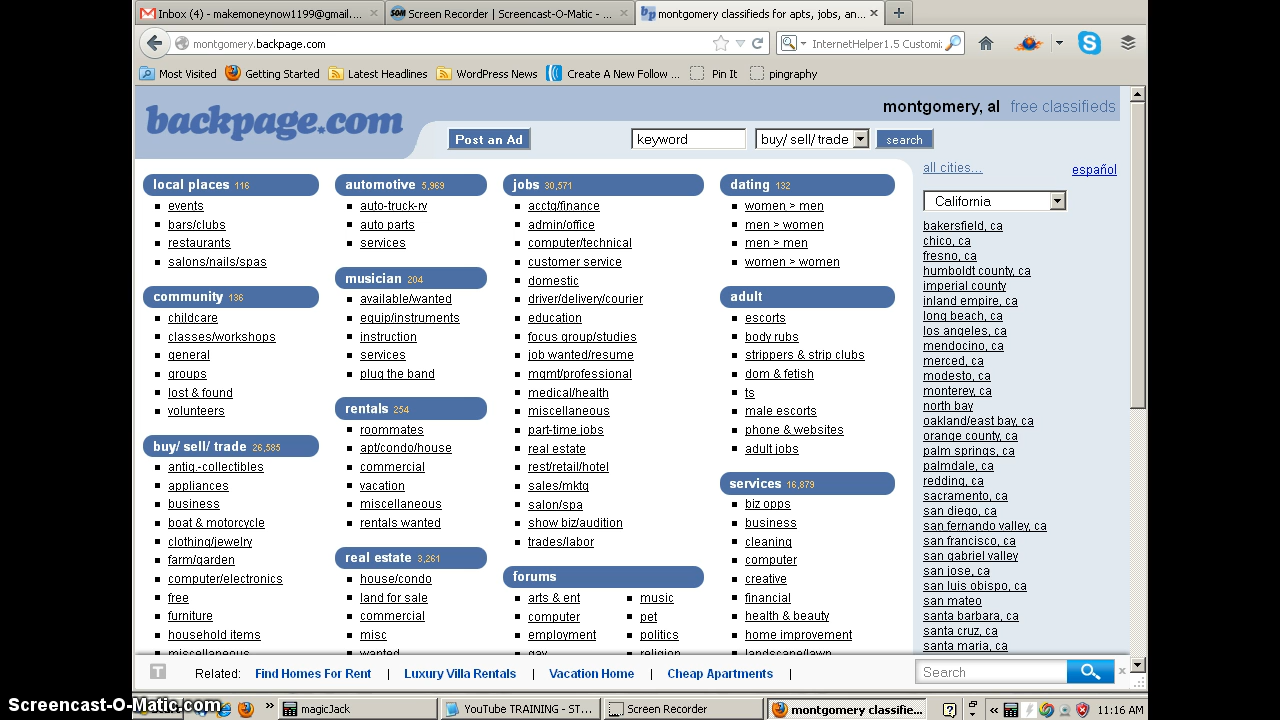 Inbox (4) - makemoneynow1199@gmail....
Screen Recorder | Screencast-O-Matic - ...
montgomery classifieds for apts, jobs, an...
montgomery.backpage.com
InternetHelper1.5 Customi
Most Visited
Getting Started
Latest Headlines
WordPress News
Create A New Follow ...
Pin It
pingraphy
backpage.com
montgomery, al free classifieds
Post an Ad
keyword
buy/ sell/ trade
search
local places 116
events
bars/clubs
restaurants
salons/nails/spas
community 136
childcare
classes/workshops
general
groups
lost & found
volunteers
buy/ sell/ trade 26,585
antiq.-collectibles
appliances
business
boat & motorcycle
clothing/jewelry
farm/garden
computer/electronics
free
furniture
household items
miscellaneous
automotive 5,969
auto-truck-rv
auto parts
services
musician 204
available/wanted
equip/instruments
instruction
services
plug the band
rentals 254
roommates
apt/condo/house
commercial
vacation
miscellaneous
rentals wanted
real estate 3,261
house/condo
land for sale
commercial
misc
wanted
jobs 30,571
acctg/finance
admin/office
computer/technical
customer service
domestic
driver/delivery/courier
education
focus group/studies
job wanted/resume
mgmt/professional
medical/health
miscellaneous
part-time jobs
real estate
rest/retail/hotel
sales/mktg
salon/spa
show biz/audition
trades/labor
forums
arts & ent
computer
employment
gay
music
pet
politics
religion
dating 132
women > men
men > women
men > men
women > women
adult
escorts
body rubs
strippers & strip clubs
dom & fetish
ts
male escorts
phone & websites
adult jobs
services 16,879
biz opps
business
cleaning
computer
creative
financial
health & beauty
home improvement
landscape/lawn
all cities...
español
California
bakersfield, ca
chico, ca
fresno, ca
humboldt county, ca
imperial county
inland empire, ca
long beach, ca
los angeles, ca
mendocino, ca
merced, ca
modesto, ca
monterey, ca
north bay
oakland/east bay, ca
orange county, ca
palm springs, ca
palmdale, ca
redding, ca
sacramento, ca
san diego, ca
san fernando valley, ca
san francisco, ca
san gabriel valley
san jose, ca
san luis obispo, ca
san mateo
santa barbara, ca
santa cruz, ca
santa maria, ca
T
Related: Find Homes For Rent | Luxury Villa Rentals | Vacation Home | Cheap Apartments |
Search
Screencast-O-Matic.com
magicJack
YouTube TRAINING - ST...
Screen Recorder
montgomery classifie...
11:16 AM